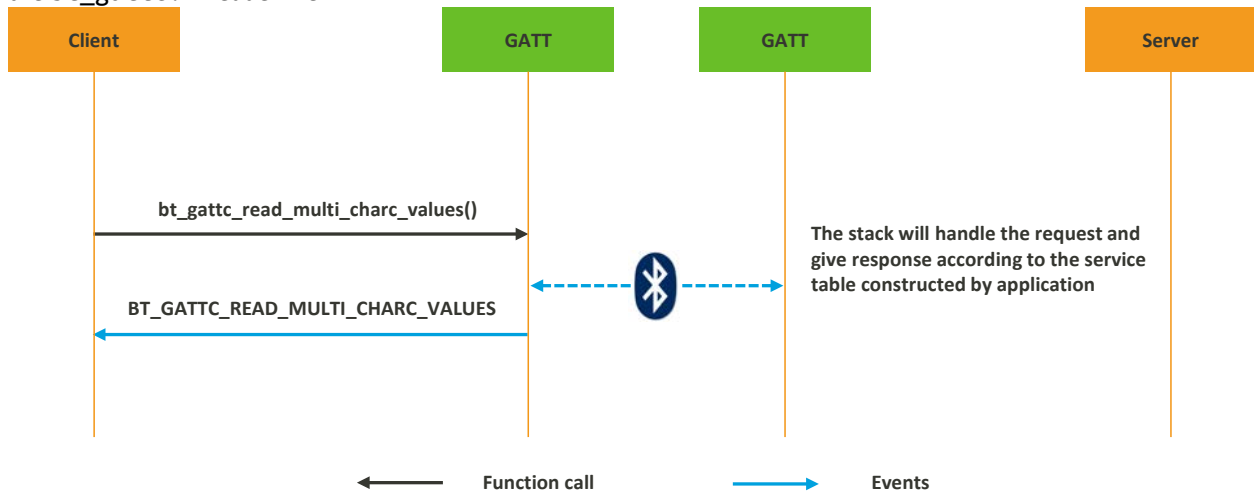 Client
GATT
GATT
Server
bt_gattc_read_multi_charc_values()
The stack will handle the request and
give response according to the service
table constructed by application
BT_GATTC_READ_MULTI_CHARC_VALUES
Function call
Events